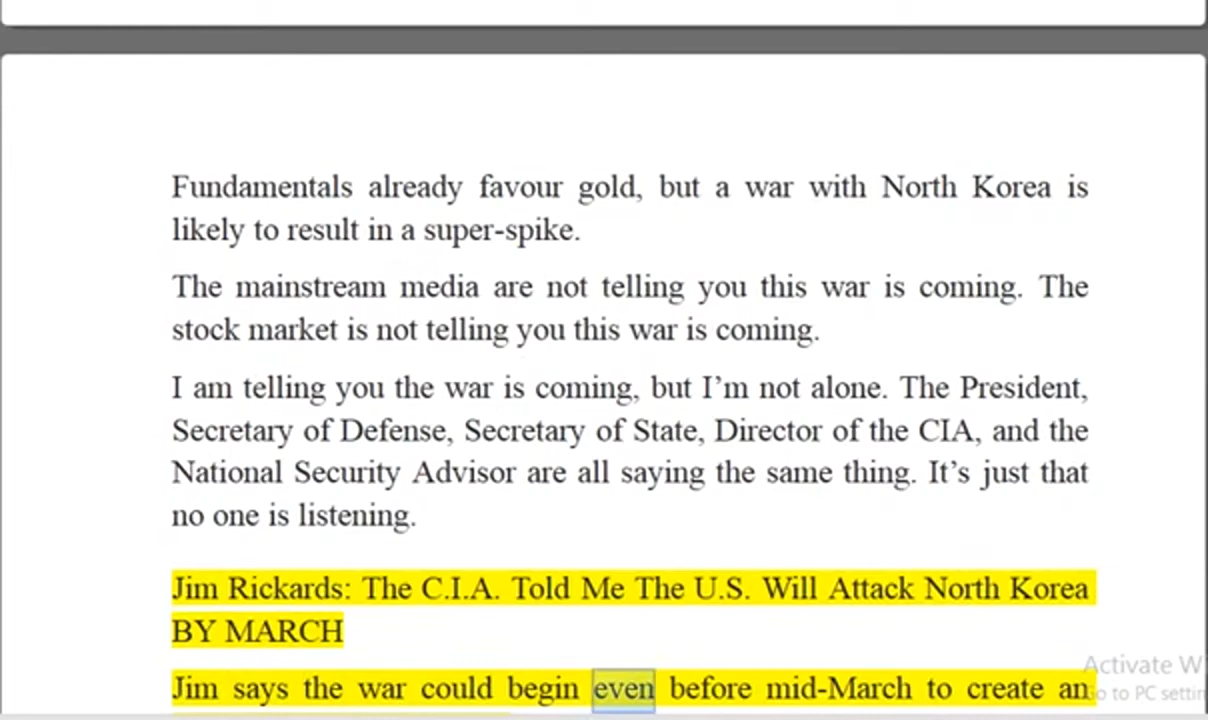 Fundamentals already favour gold, but a war with North Korea is
likely to result in a super-spike.
The mainstream media are not telling you this war is coming. The
stock market is not telling you this war is coming.
I am telling you the war is coming, but I’m not alone. The President,
Secretary of Defense, Secretary of State, Director of the CIA, and the
National Security Advisor are all saying the same thing. It’s just that
no one is listening.
Jim Rickards: The C.I.A. Told Me The U.S. Will Attack North Korea
BY MARCH
Jim says the war could begin even before mid-March to create an
Activate W
Go to PC settin